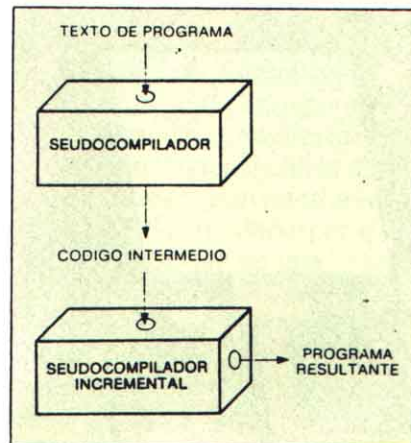 TEXTO DE PROGRAMA
SEUDOCOMPILADOR
CODIGO INTERMEDIO
SEUDOCOMPILADOR
INCREMENTAL
PROGRAMA
RESULTANTE